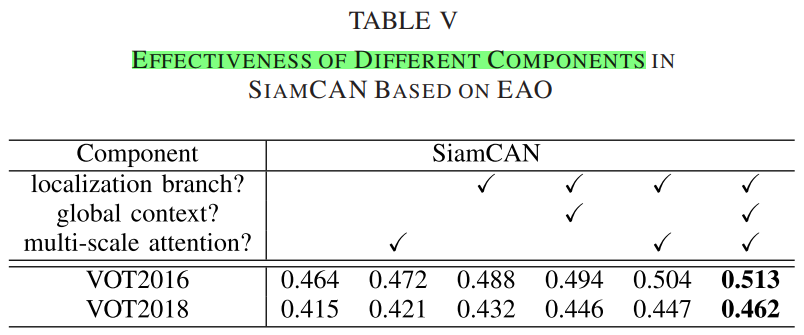 TABLE V
EFFECTIVENESS OF DIFFERENT COMPONENTS IN
SIAMCAN BASED ON EAO
Component SiamCAN
localization branch? ✓ ✓ ✓ ✓
global context? ✓ ✓
multi-scale attention? ✓ ✓ ✓
VOT2016 0.464 0.472 0.488 0.494 0.504 0.513
VOT2018 0.415 0.421 0.432 0.446 0.447 0.462